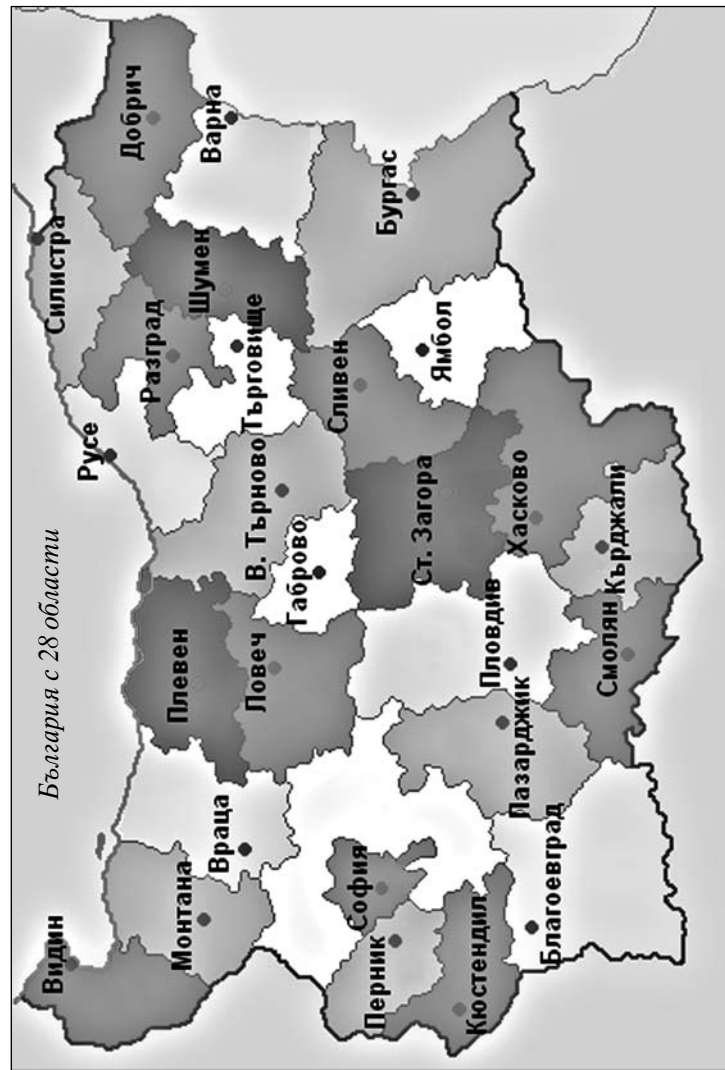 България с 28 области
Видин
Монтана
Враца
Плевен
Ловеч
Русе
Силистра
Разград
Добрич
Шумен
Варна
Търговище
В. Търново
Габрово
София
Перник
Кюстендил
Благоевград
Пазарджик
Пловдив
Ст. Загора
Сливен
Ямбол
Бургас
Хасково
Кърджали
Смолян